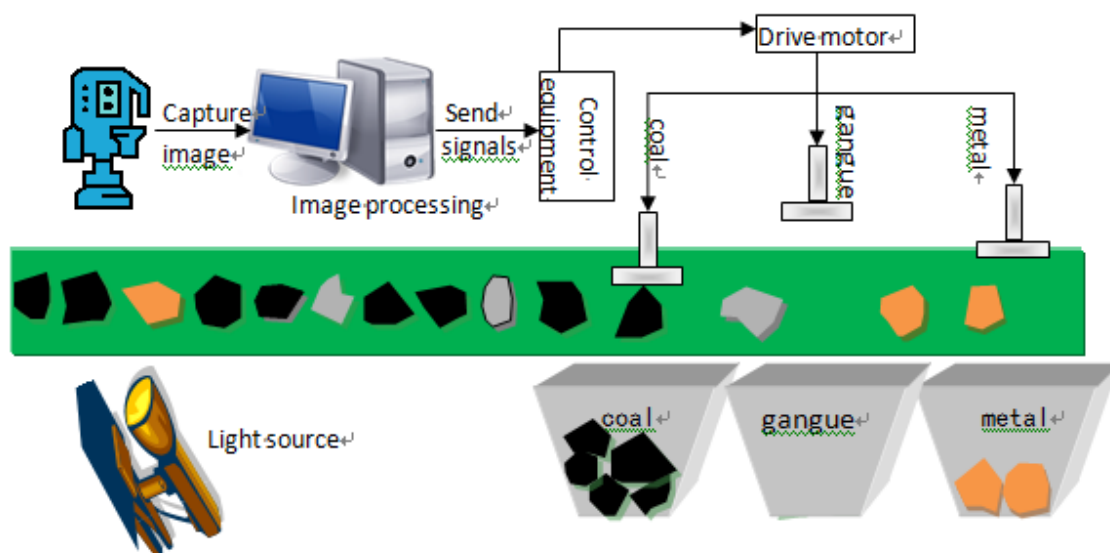 Drive motor
Capture
image
Send
signals
Control
equipment
coal
gangue
metal
Image processing
Light source
coal
gangue
metal